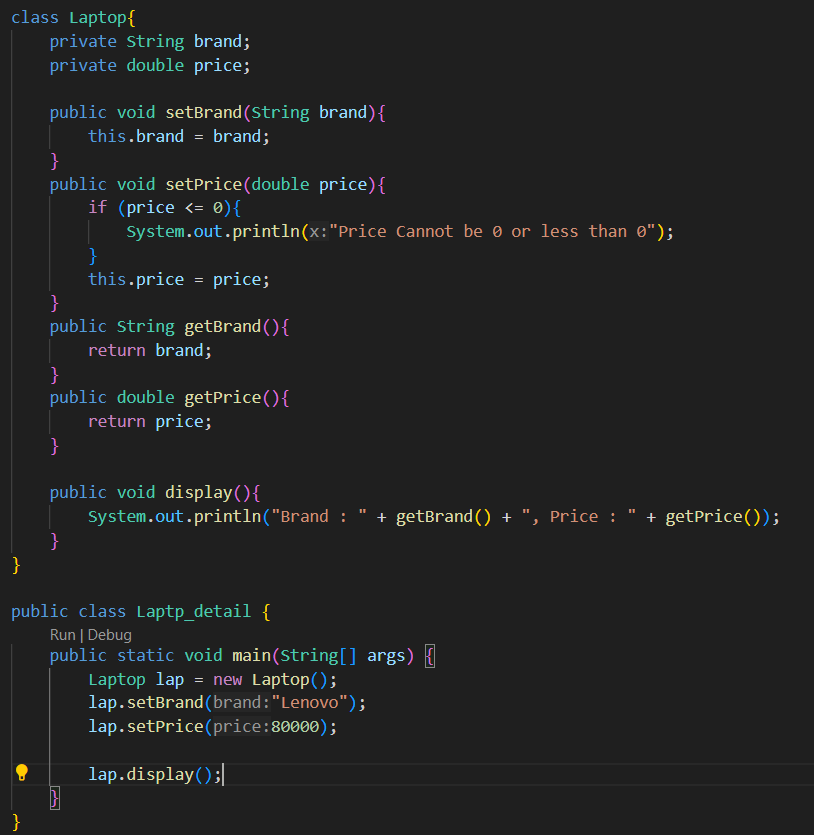 class Laptop{
    private String brand;
    private double price;

    public void setBrand(String brand){
        this.brand = brand;
    }
    public void setPrice(double price){
        if (price <= 0){
            System.out.println(x:"Price Cannot be 0 or less than 0");
        }
        this.price = price;
    }
    public String getBrand(){
        return brand;
    }
    public double getPrice(){
        return price;
    }

    public void display(){
        System.out.println("Brand : " + getBrand() + ", Price : " + getPrice());
    }
}

public class Laptp_detail {
    Run | Debug
    public static void main(String[] args) {
        Laptop lap = new Laptop();
        lap.setBrand(brand:"Lenovo");
        lap.setPrice(price:80000);

        lap.display();
    }
}